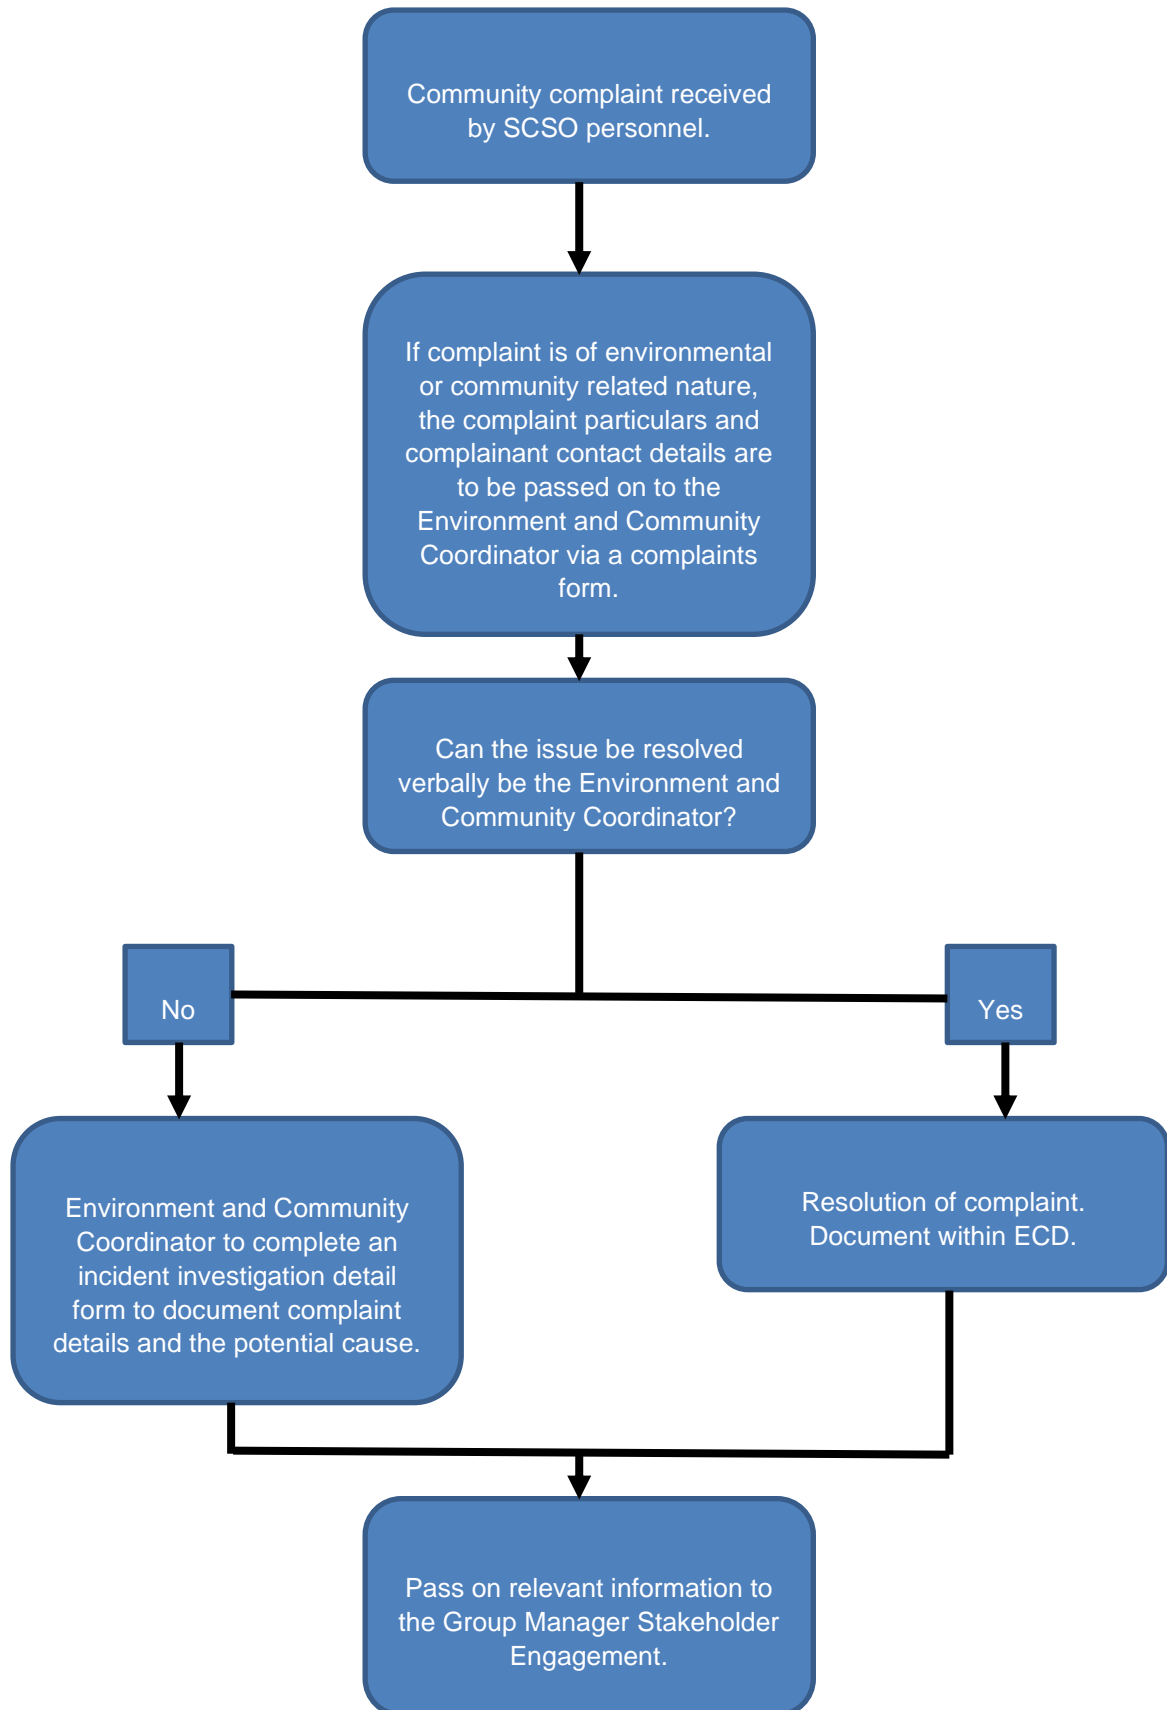 Community complaint received
by SCSO personnel.
If complaint is of environmental
or community related nature,
the complaint particulars and
complainant contact details are
to be passed on to the
Environment and Community
Coordinator via a complaints
form.
Can the issue be resolved
verbally be the Environment and
Community Coordinator?
No
Yes
Environment and Community
Coordinator to complete an
incident investigation detail
form to document complaint
details and the potential cause.
Resolution of complaint.
Document within ECD.
Pass on relevant information to
the Group Manager Stakeholder
Engagement.